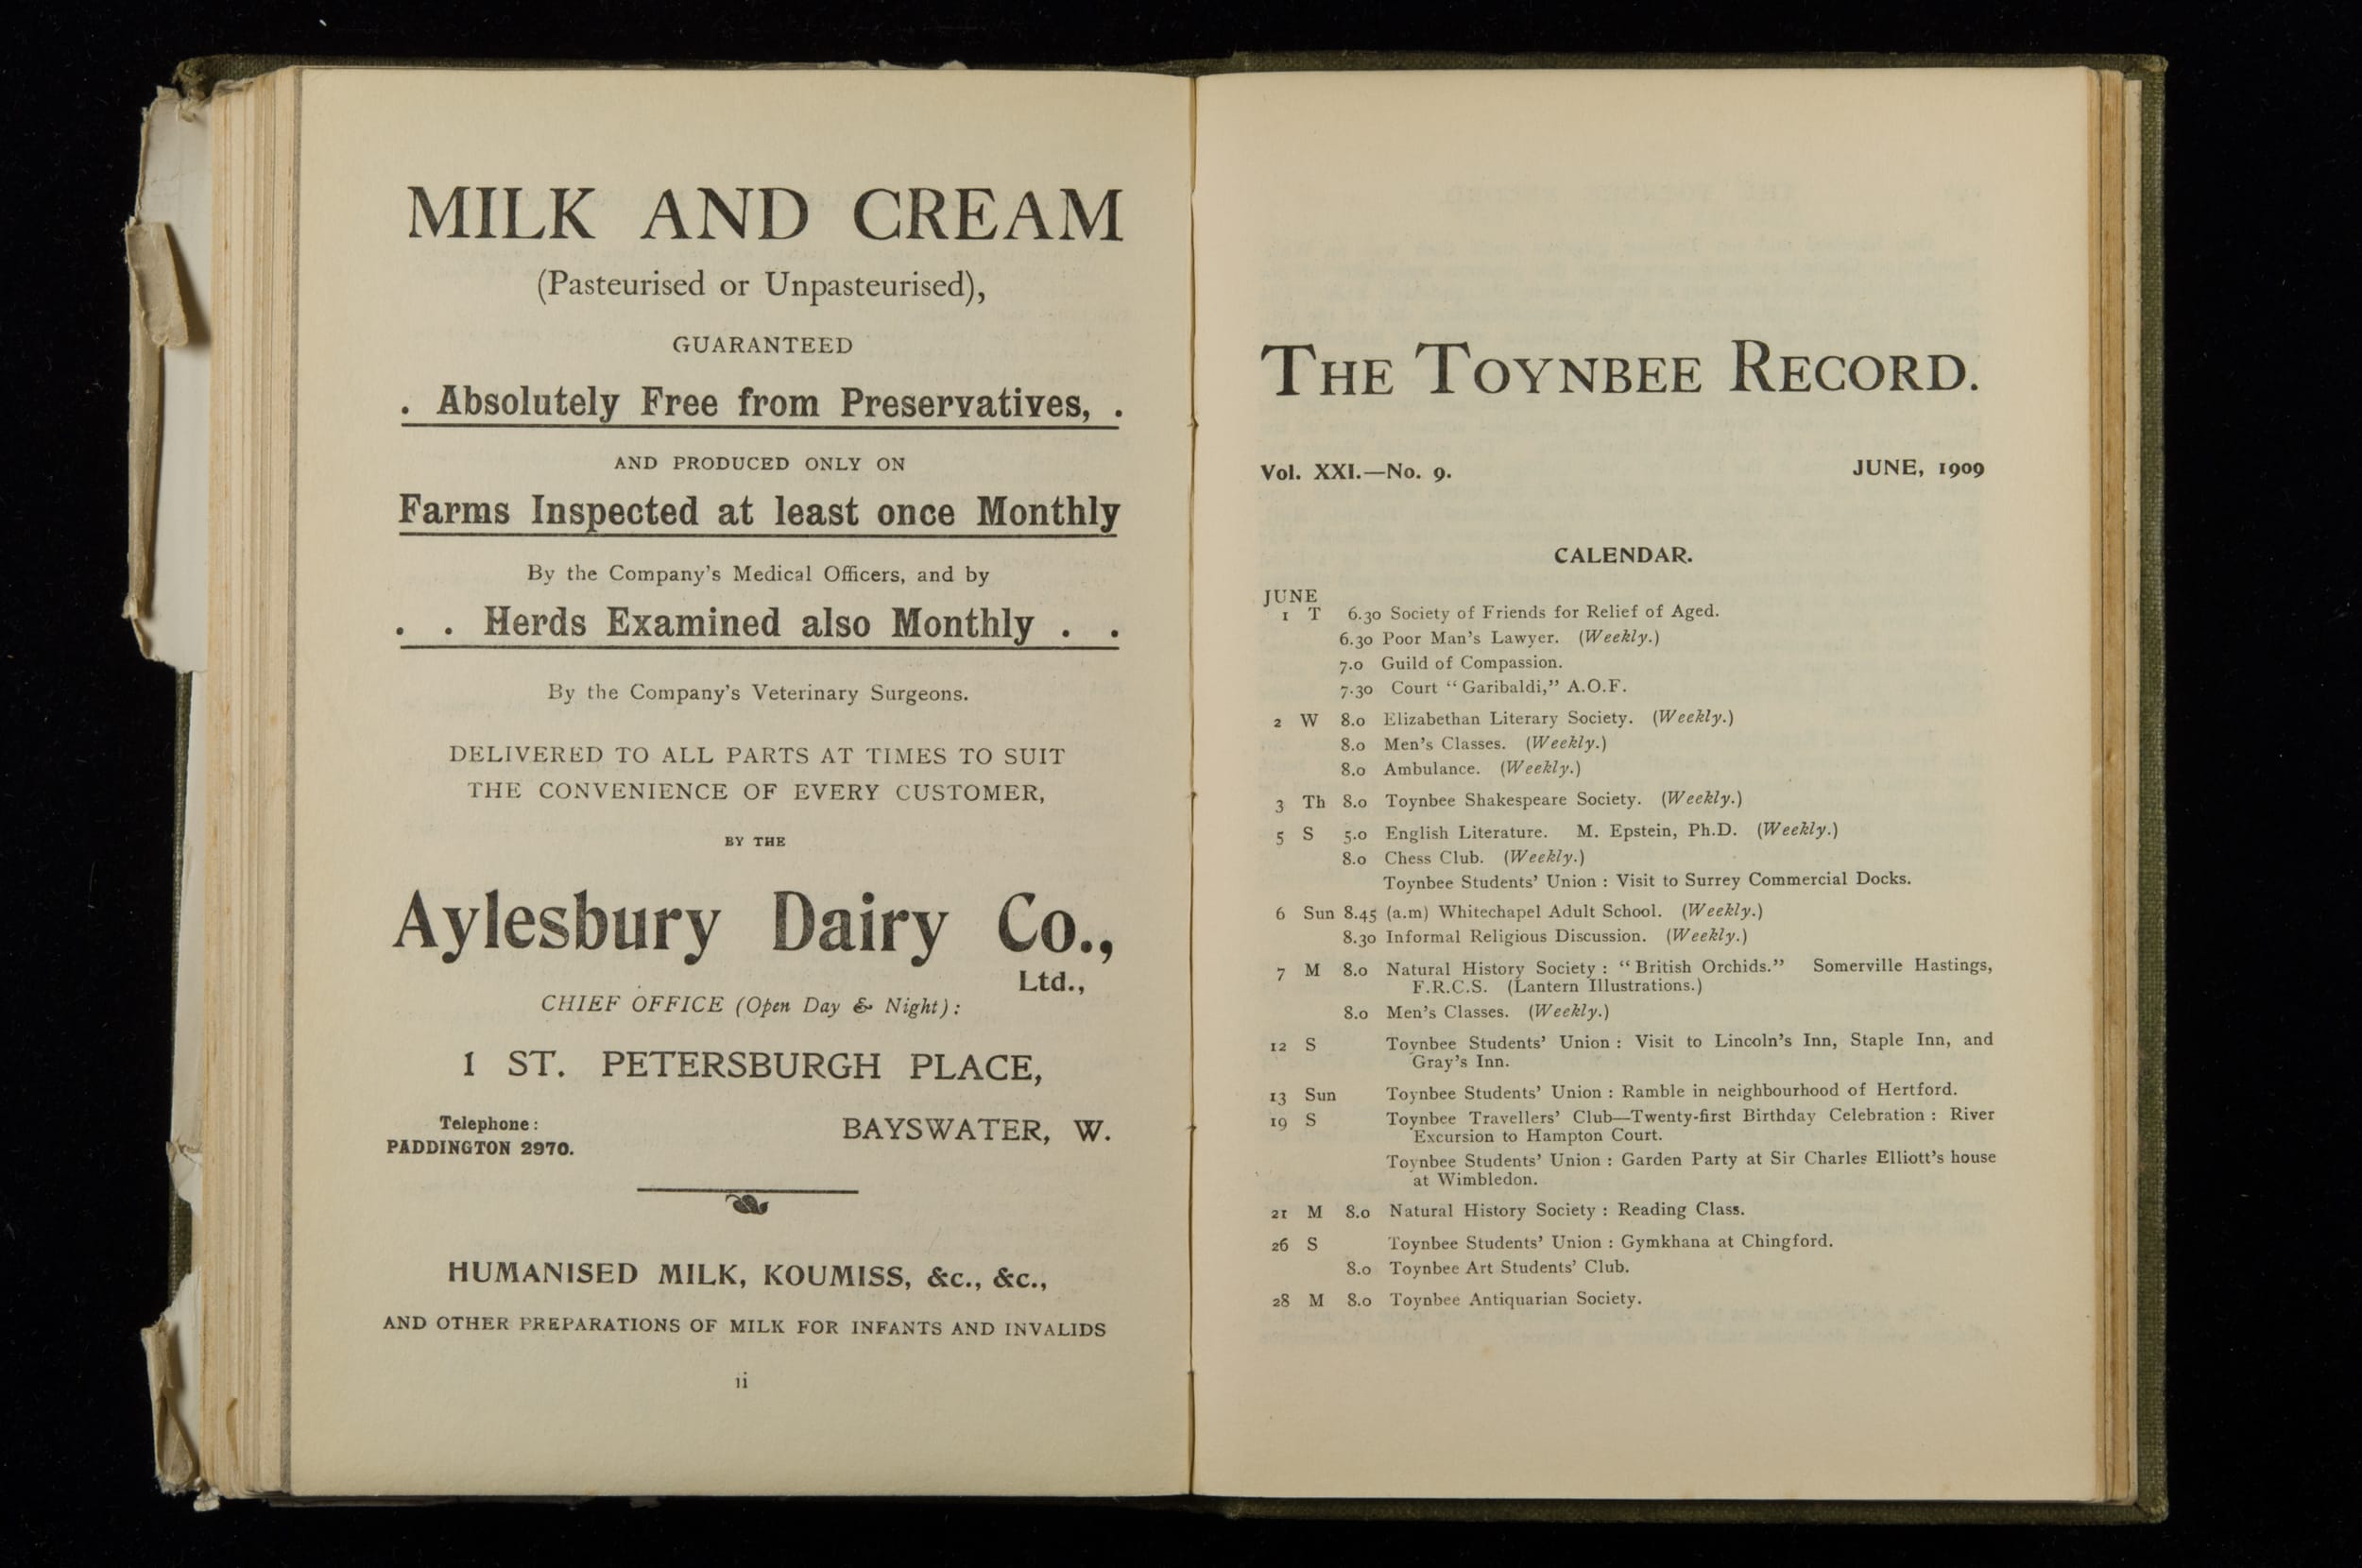 MILK AND CREAM
(Pasteurised or Unpasteurised),
GUARANTEED
. Absolutely Free from Preservatives, .
AND PRODUCED ONLY ON
Farms Inspected at least once Monthly
By the Company's Medical Officers, and by
. . Herds Examined also Monthly . .
By the Company's Veterinary Surgeons.
DELIVERED TO ALL PARTS AT TIMES TO SUIT
THE CONVENIENCE OF EVERY CUSTOMER,
BY THE
Aylesbury Dairy Co.,
Ltd.,
CHIEF OFFICE (Open Day & Night):
1 ST. PETERSBURGH PLACE,
Telephone:
BAYSWATER, W.
PADDINGTON 2970.
HUMANISED MILK, KOUMISS, &c., &c.,
AND OTHER PREPARATIONS OF MILK FOR INFANTS AND INVALIDS
ii
THE TOYNBEE RECORD.
Vol. XXI.—No. 9. JUNE, 1909
CALENDAR.
JUNE
1 T 6.30 Society of Friends for Relief of Aged.
6.30 Poor Man's Lawyer. (Weekly.)
7.0 Guild of Compassion.
7.30 Court "Garibaldi," A.O.F.
2 W 8.0 Elizabethan Literary Society. (Weekly.)
8.0 Men's Classes. (Weekly.)
8.0 Ambulance. (Weekly.)
3 Th 8.0 Toynbee Shakespeare Society. (Weekly.)
5 S 5.0 English Literature. M. Epstein, Ph.D. (Weekly.)
8.0 Chess Club. (Weekly.)
Toynbee Students' Union : Visit to Surrey Commercial Docks.
6 Sun 8.45 (a.m) Whitechapel Adult School. (Weekly.)
8.30 Informal Religious Discussion. (Weekly.)
7 M 8.0 Natural History Society : "British Orchids." Somerville Hastings,
F.R.C.S. (Lantern Illustrations.)
8.0 Men's Classes. (Weekly.)
12 S Toynbee Students' Union : Visit to Lincoln's Inn, Staple Inn, and
Gray's Inn.
13 Sun Toynbee Students' Union : Ramble in neighbourhood of Hertford.
19 S Toynbee Travellers' Club—Twenty-first Birthday Celebration : River
Excursion to Hampton Court.
Toynbee Students' Union : Garden Party at Sir Charles Elliott's house
at Wimbledon.
21 M 8.0 Natural History Society : Reading Class.
26 S Toynbee Students' Union : Gymkhana at Chingford.
8.0 Toynbee Art Students' Club.
28 M 8.0 Toynbee Antiquarian Society.